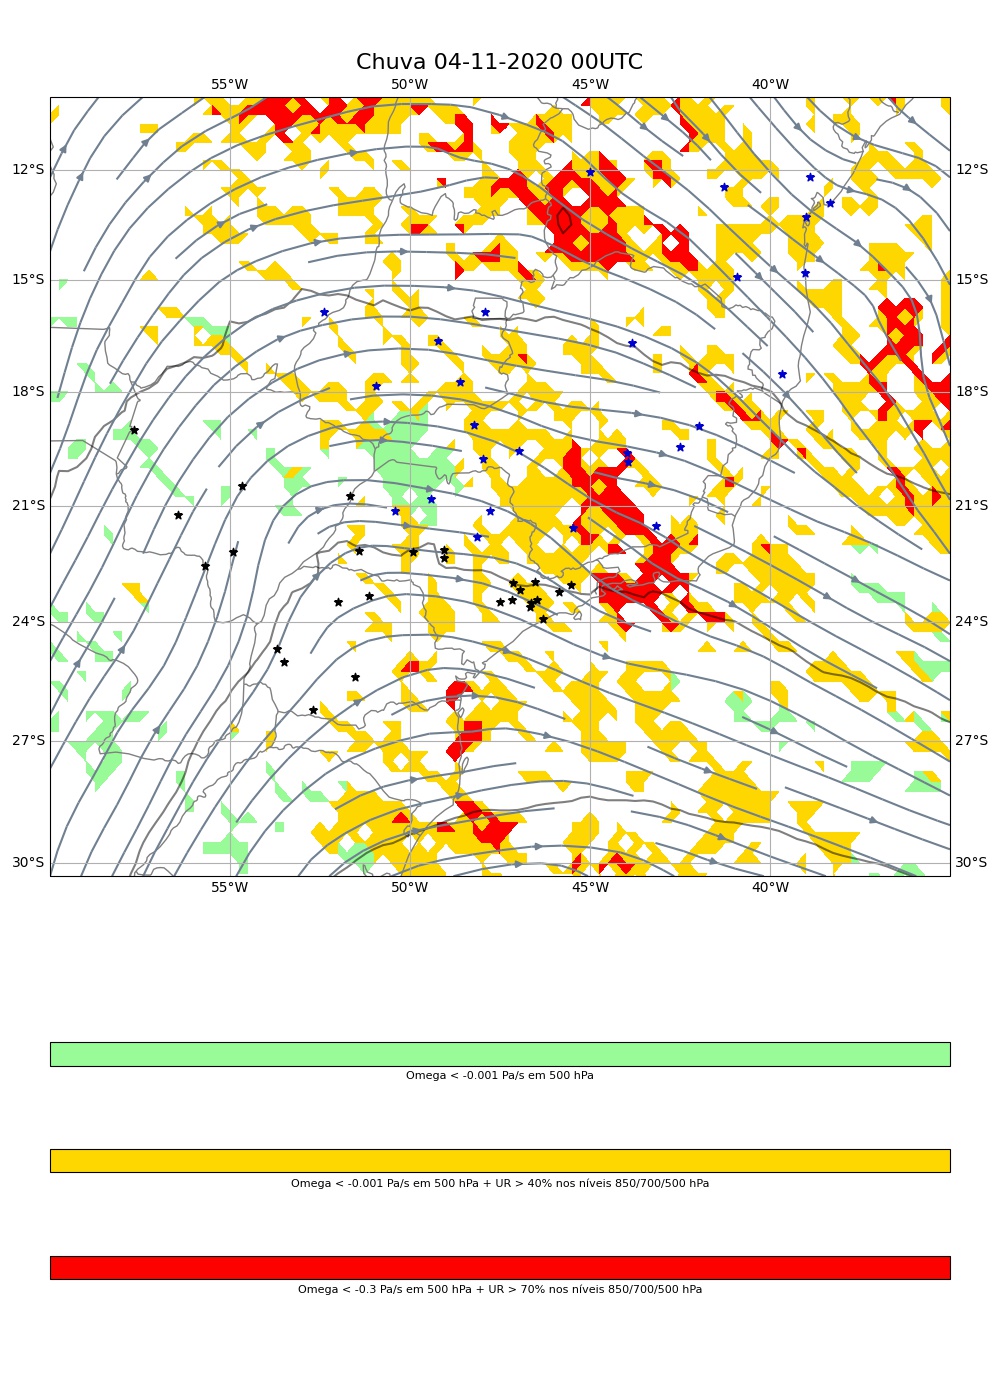 Chuva 04-11-2020 00UTC
55°W 50°W 45°W 40°W
12°S 12°S
15°S 15°S
18°S 18°S
21°S 21°S
24°S 24°S
27°S 27°S
30°S 30°S
55°W 50°W 45°W 40°W
Omega < -0.001 Pa/s em 500 hPa
Omega < -0.001 Pa/s em 500 hPa + UR > 40% nos níveis 850/700/500 hPa
Omega < -0.3 Pa/s em 500 hPa + UR > 70% nos níveis 850/700/500 hPa